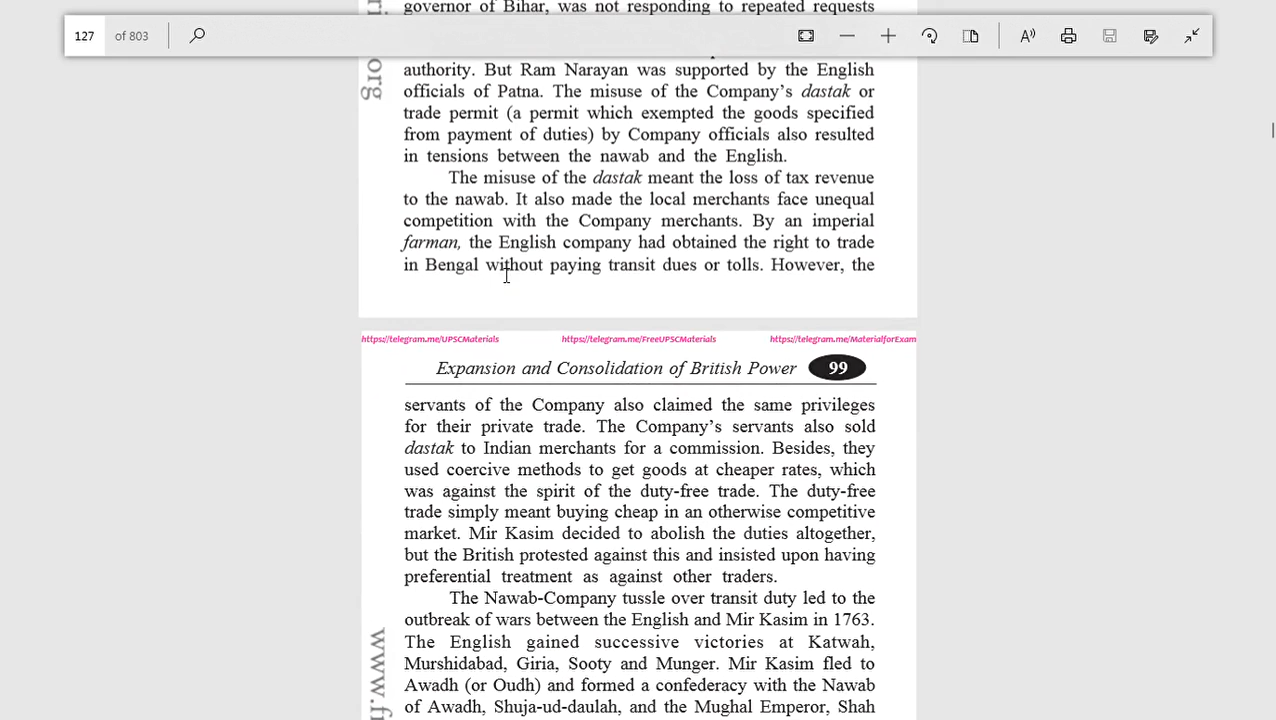 governor of Bihar, was not responding to repeated requests
127 of 803
authority. But Ram Narayan was supported by the English
officials of Patna. The misuse of the Company's dastak or
trade permit (a permit which exempted the goods specified
from payment of duties) by Company officials also resulted
in tensions between the nawab and the English.
The misuse of the dastak meant the loss of tax revenue
to the nawab. It also made the local merchants face unequal
competition with the Company merchants. By an imperial
farman, the English company had obtained the right to trade
in Bengal without paying transit dues or tolls. However, the
org
https://telegram.me/UPSCMaterials https://telegram.me/FreeUPSCMaterials https://telegram.me/MaterialforExam
Expansion and Consolidation of British Power 99
servants of the Company also claimed the same privileges
for their private trade. The Company's servants also sold
dastak to Indian merchants for a commission. Besides, they
used coercive methods to get goods at cheaper rates, which
was against the spirit of the duty-free trade. The duty-free
trade simply meant buying cheap in an otherwise competitive
market. Mir Kasim decided to abolish the duties altogether,
but the British protested against this and insisted upon having
preferential treatment as against other traders.
The Nawab-Company tussle over transit duty led to the
outbreak of wars between the English and Mir Kasim in 1763.
The English gained successive victories at Katwah,
Murshidabad, Giria, Sooty and Munger. Mir Kasim fled to
Awadh (or Oudh) and formed a confederacy with the Nawab
of Awadh, Shuja-ud-daulah, and the Mughal Emperor, Shah
www.f